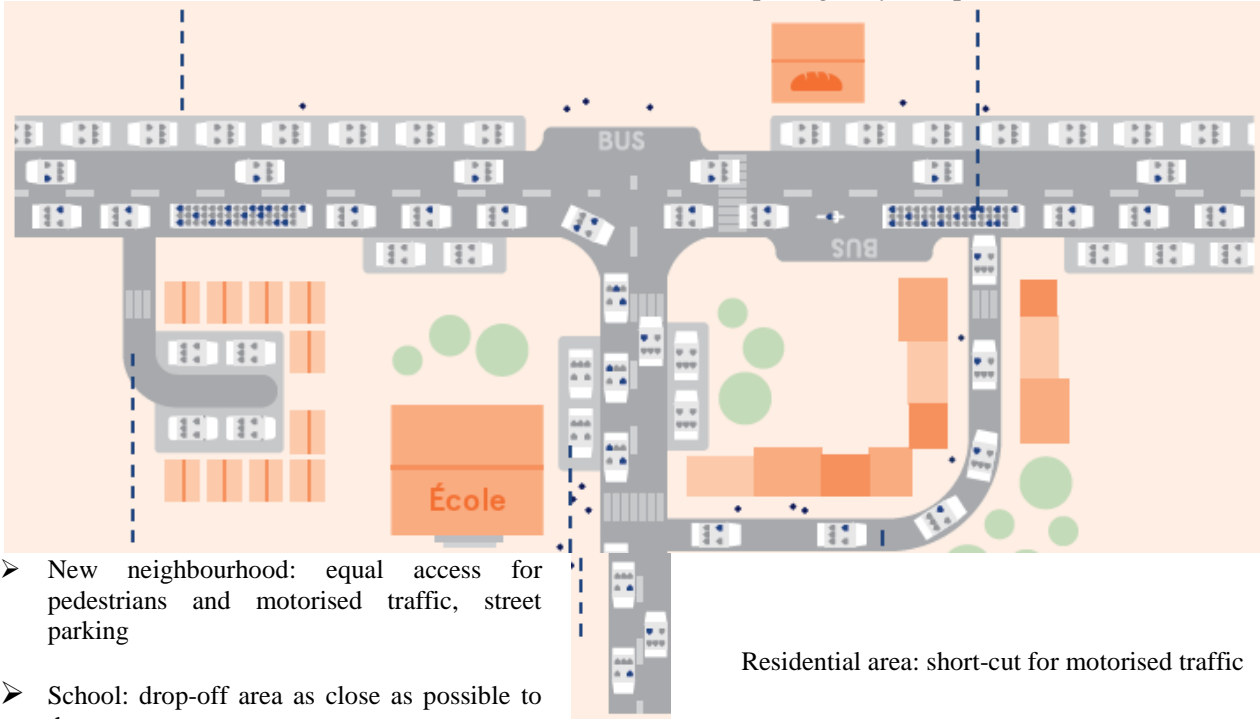 BUS
BUS
École
➢ New neighbourhood: equal access for
pedestrians and motorised traffic, street
parking
Residential area: short-cut for motorised traffic
➢ School: drop-off area as close as possible to